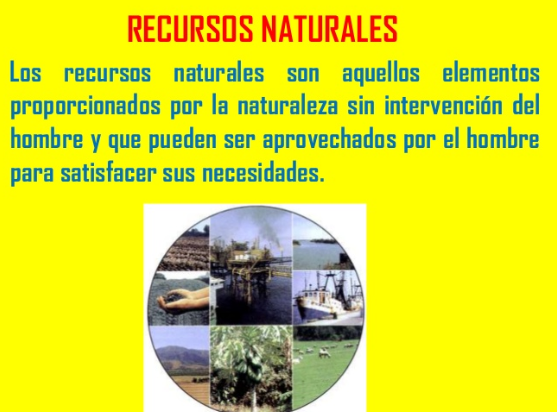 RECURSOS NATURALES
Los recursos naturales son aquellos elementos
proporcionados por la naturaleza sin intervención del
hombre y que pueden ser aprovechados por el hombre
para satisfacer sus necesidades.